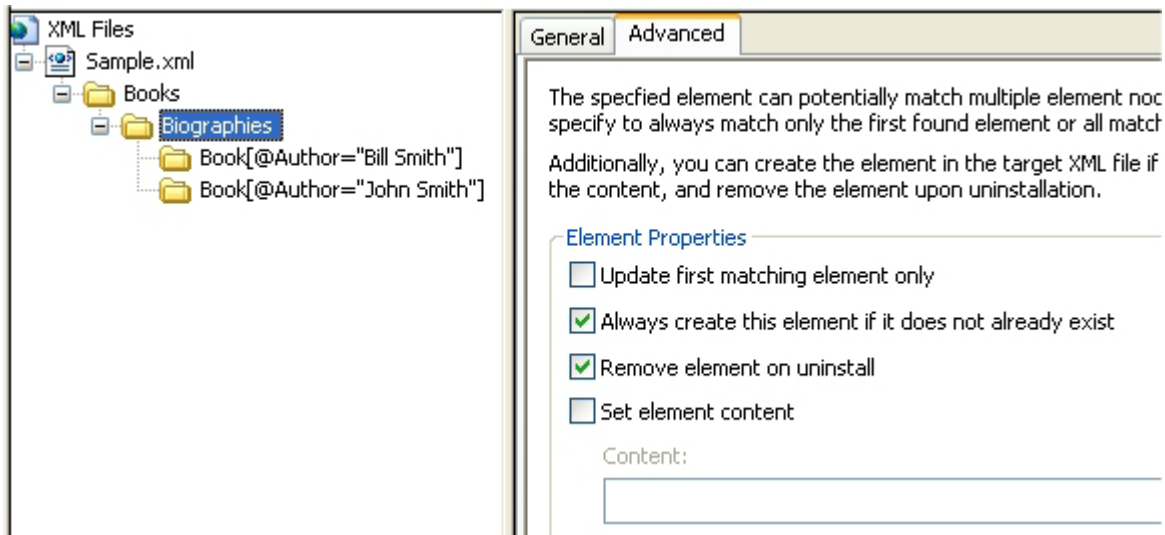 XML Files
Sample.xml
Books
Biographies
Book[@Author="Bill Smith"]
Book[@Author="John Smith"]
General
Advanced
The specfied element can potentially match multiple element
specify to always match only the first found element or all
Additionally, you can create the element in the target XML file if
the content, and remove the element upon uninstallation.
Element Properties
Update first matching element only
Always create this element if it does not already exist
Remove element on uninstall
Set element content
Content: